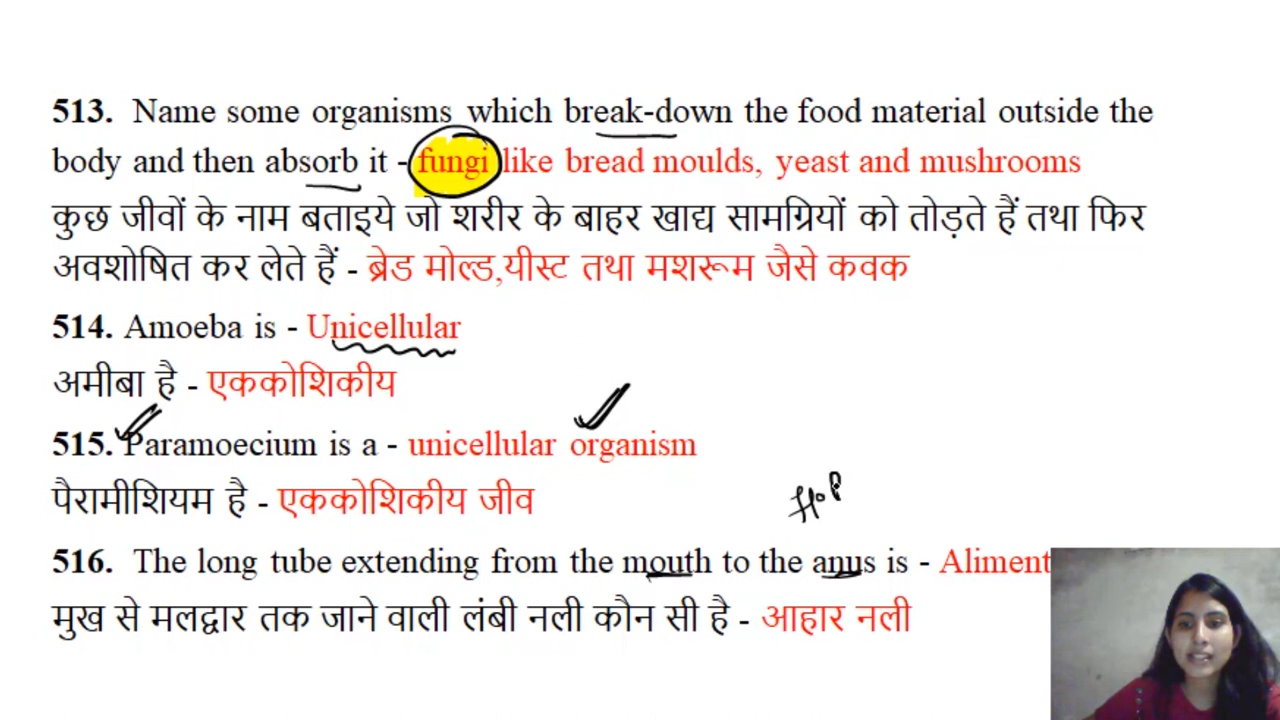 513. Name some organisms which break-down the food material outside the
body and then absorb it - fungi like bread moulds, yeast and mushrooms
कुछ जीवों के नाम बताइये जो शरीर के बाहर खाद्य सामग्रियों को तोड़ते हैं तथा फिर
अवशोषित कर लेते हैं - ब्रेड मोल्ड,यीस्ट तथा मशरूम जैसे कवक
514. Amoeba is - Unicellular
अमीबा है - एककोशिकीय
515. Paramoecium is a - unicellular organism
पैरामीशियम है - एककोशिकीय जीव
516. The long tube extending from the mouth to the anus is - Aliment
मुख से मलद्वार तक जाने वाली लंबी नली कौन सी है - आहार नली